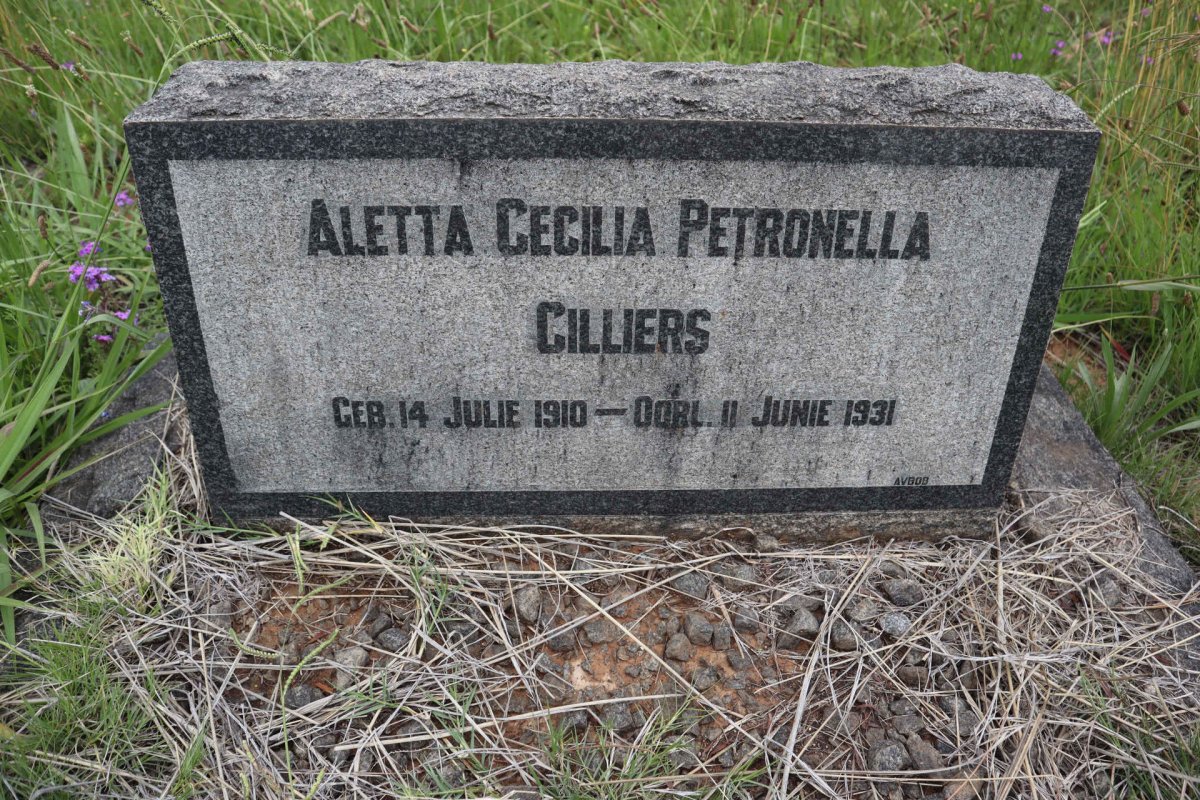 ALETTA CECILIA PETRONELLA
CILLIERS
GEB. 14 JULIE 1910 — OORL. 11 JUNIE 1931
AVBOB